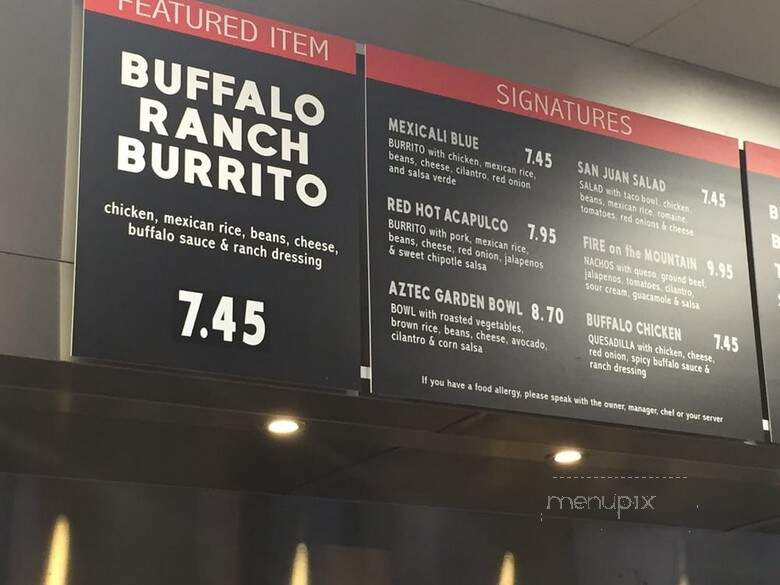 FEATURED ITEM
BUFFALO
RANCH
BURRITO
chicken, mexican rice, beans, cheese,
buffalo sauce & ranch dressing
7.45
SIGNATURES
MEXICALI BLUE 7.45
BURRITO with chicken, mexican rice,
beans, cheese, cilantro, red onion
and salsa verde
RED HOT ACAPULCO 7.95
BURRITO with pork, mexican rice,
beans, cheese, red onion, jalapenos
& sweet chipotle salsa
AZTEC GARDEN BOWL 8.70
BOWL with roasted vegetables,
brown rice, beans, cheese, avocado,
cilantro & corn salsa
SAN JUAN SALAD 7.45
SALAD with taco bowl, chicken,
beans, mexican rice, romaine,
tomatoes, red onions & cheese
FIRE on the MOUNTAIN 9.95
NACHOS with queso, ground beef,
jalapenos, tomatoes, cilantro,
sour cream, guacamole & salsa
BUFFALO CHICKEN 7.45
QUESADILLA with chicken, cheese,
red onion, spicy buffalo sauce &
ranch dressing
If you have a food allergy, please speak with the owner, manager, chef or your server
menupix